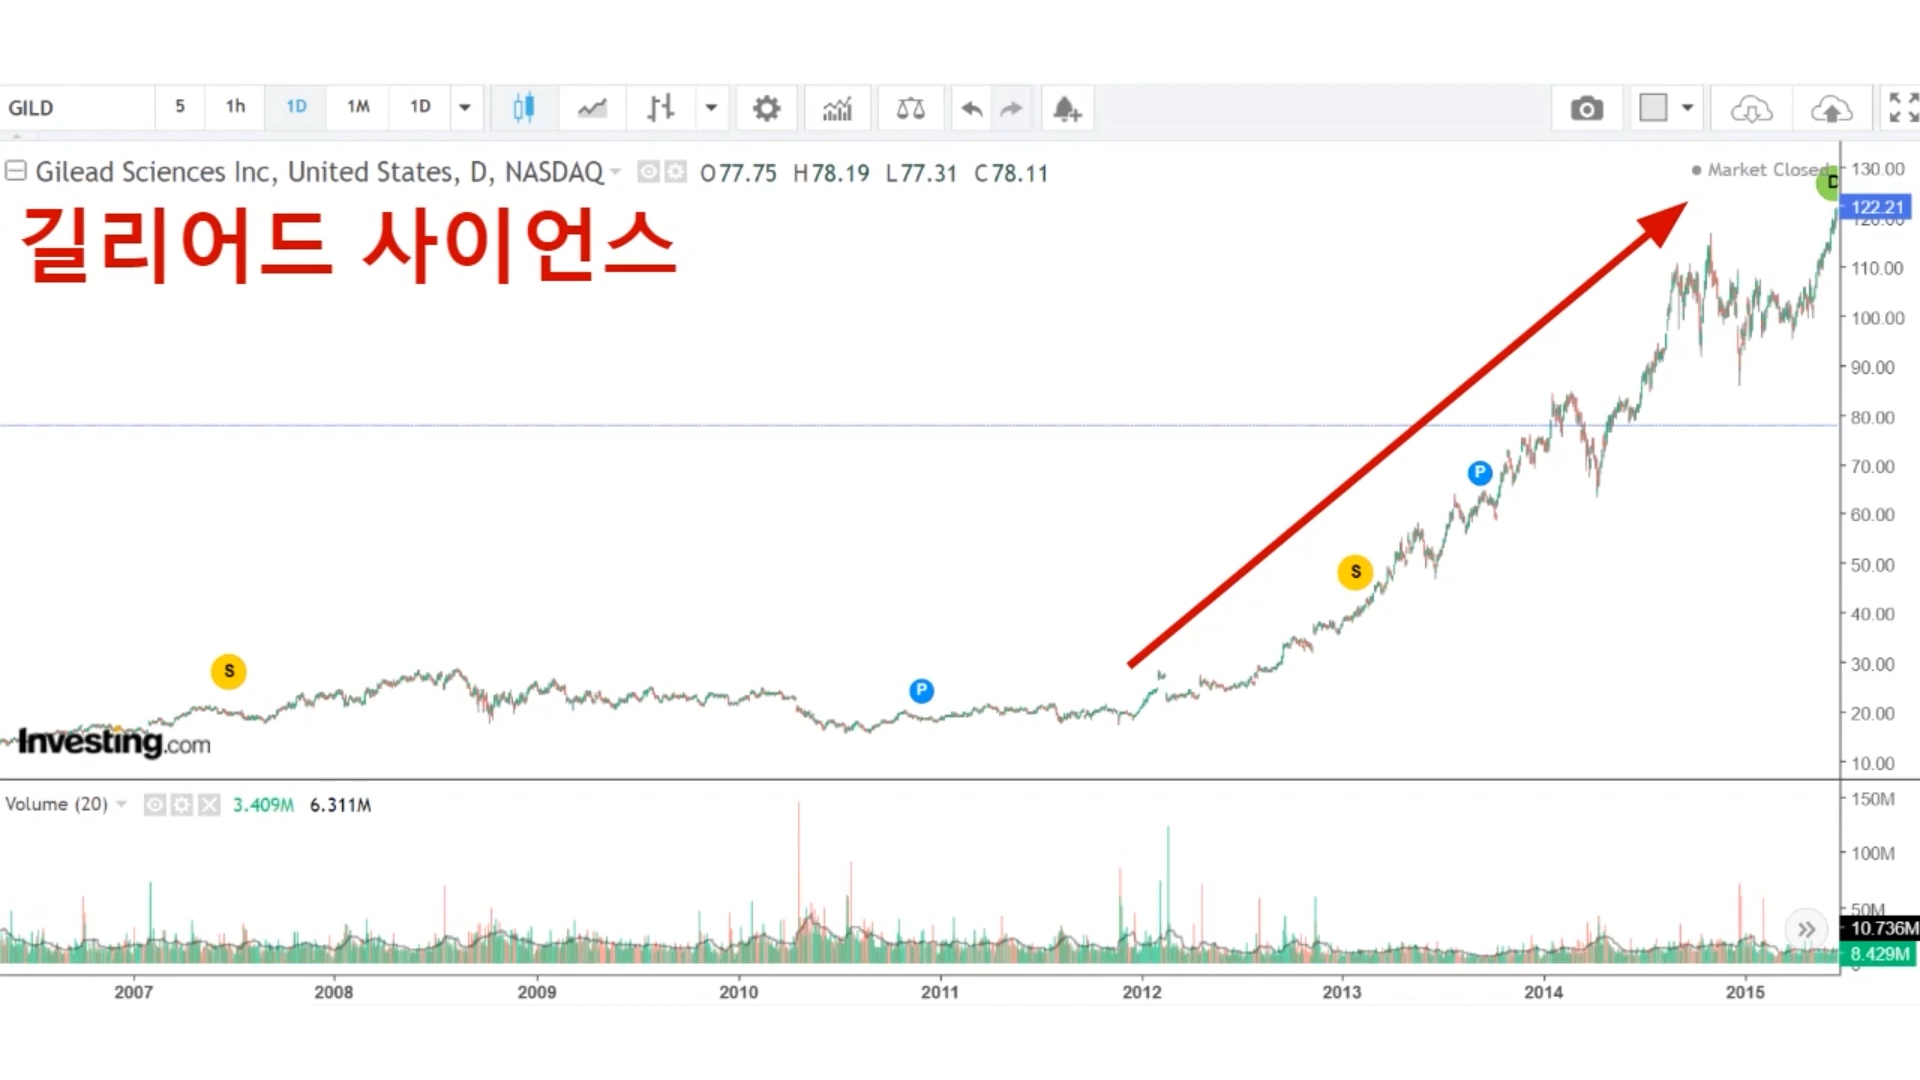 GILD 5 1h 1D 1M 1D
Gilead Sciences Inc, United States, D, NASDAQ O77.75 H78.19 L77.31 C78.11
Market Closed D
길리어드 사이언스
130.00
122.21
120.00
110.00
100.00
90.00
80.00
70.00
60.00
50.00
40.00
30.00
20.00
10.00
P
S
S
P
Investing.com
Volume (20) 3.409M 6.311M
150M
100M
50M
10.736M
8.429M
0
2007 2008 2009 2010 2011 2012 2013 2014 2015